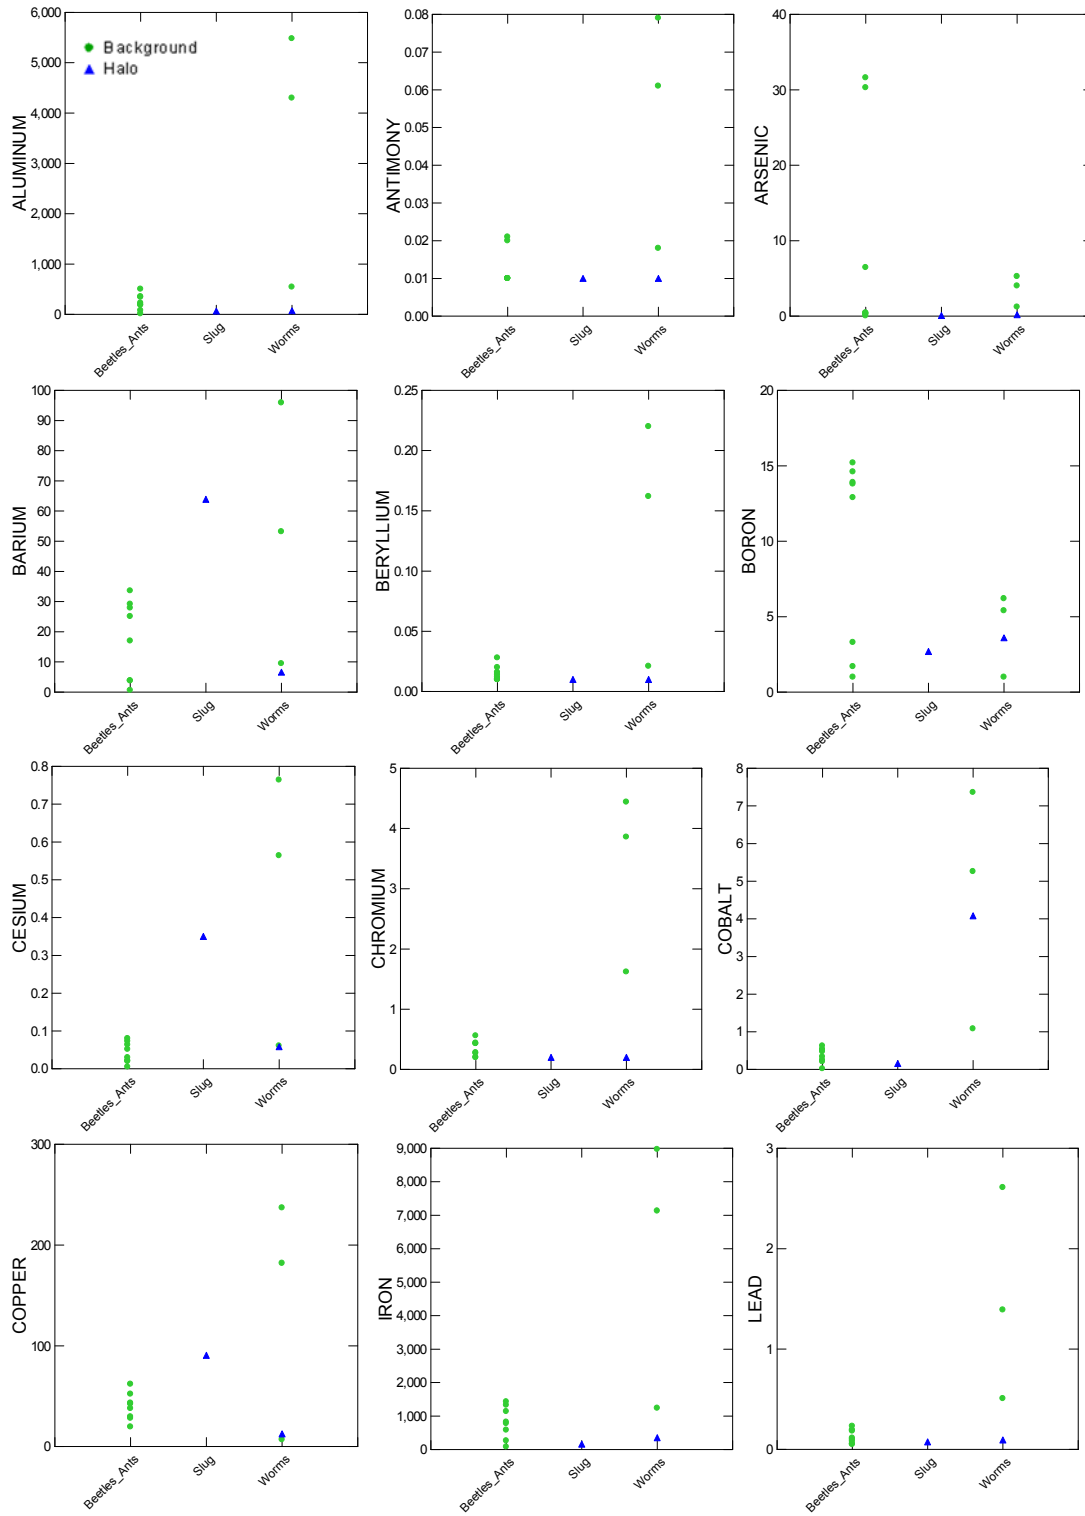 6,000
5,000
4,000
3,000
2,000
1,000
0
ALUMINUM
Background
Halo
Beetles_Ants
Slug
Worms
0.08
0.07
0.06
0.05
0.04
0.03
0.02
0.01
0.00
ANTIMONY
Beetles_Ants
Slug
Worms
40
30
20
10
0
ARSENIC
Beetles_Ants
Slug
Worms
100
90
80
70
60
50
40
30
20
10
0
BARIUM
Beetles_Ants
Slug
Worms
0.25
0.20
0.15
0.10
0.05
0.00
BERYLLIUM
Beetles_Ants
Slug
Worms
20
15
10
5
0
BORON
Beetles_Ants
Slug
Worms
0.8
0.7
0.6
0.5
0.4
0.3
0.2
0.1
0.0
CESIUM
Beetles_Ants
Slug
Worms
5
4
3
2
1
0
CHROMIUM
Beetles_Ants
Slug
Worms
8
7
6
5
4
3
2
1
0
COBALT
Beetles_Ants
Slug
Worms
300
200
100
0
COPPER
Beetles_Ants
Slug
Worms
9,000
8,000
7,000
6,000
5,000
4,000
3,000
2,000
1,000
0
IRON
Beetles_Ants
Slug
Worms
3
2
1
0
LEAD
Beetles_Ants
Slug
Worms